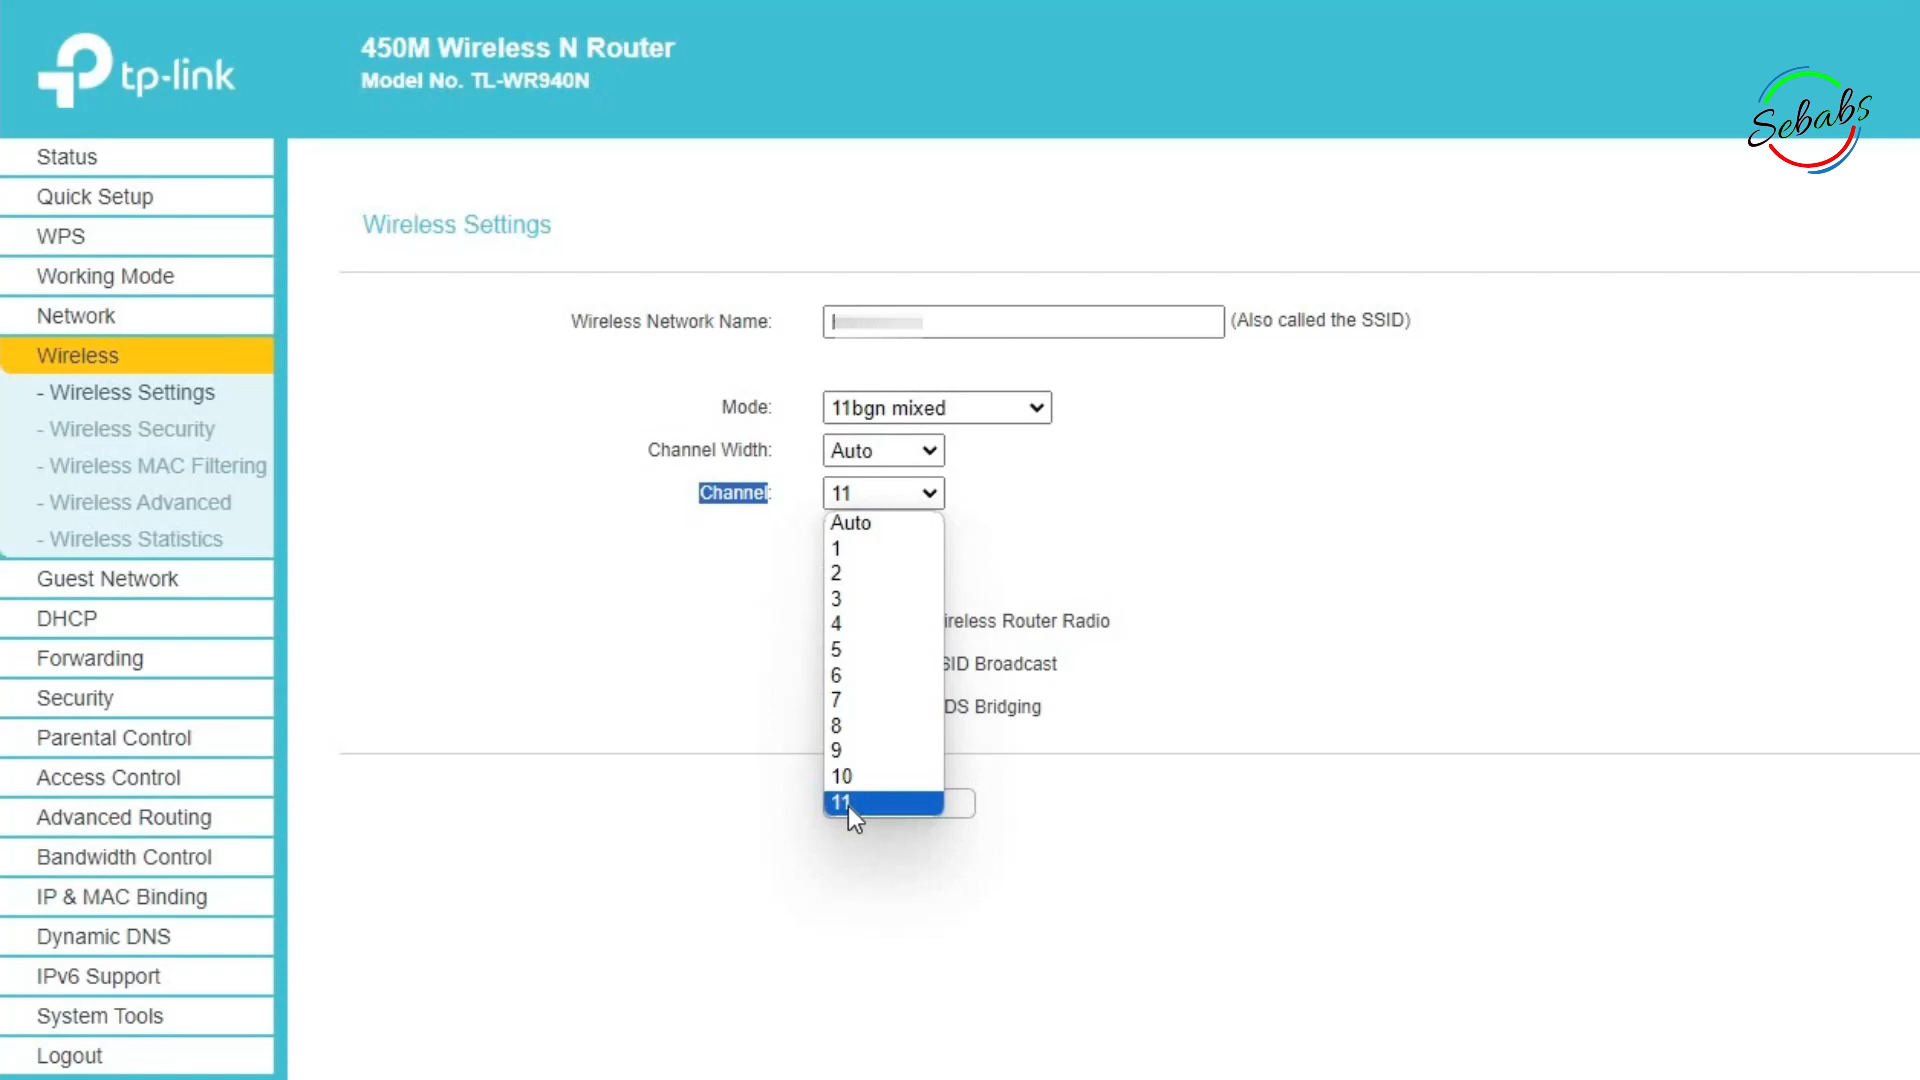 tp-link
450M Wireless N Router
Model No. TL-WR940N
Sebabs
Status
Quick Setup
WPS
Working Mode
Network
Wireless
- Wireless Settings
- Wireless Security
- Wireless MAC Filtering
- Wireless Advanced
- Wireless Statistics
Guest Network
DHCP
Forwarding
Security
Parental Control
Access Control
Advanced Routing
Bandwidth Control
IP & MAC Binding
Dynamic DNS
IPv6 Support
System Tools
Logout
Wireless Settings
Wireless Network Name: (Also called the SSID)
Mode: 11bgn mixed
Channel Width: Auto
Channel: 11
Auto
1
2
3
4
5
6
7
8
9
10
11
ireless Router Radio
SID Broadcast
DS Bridging